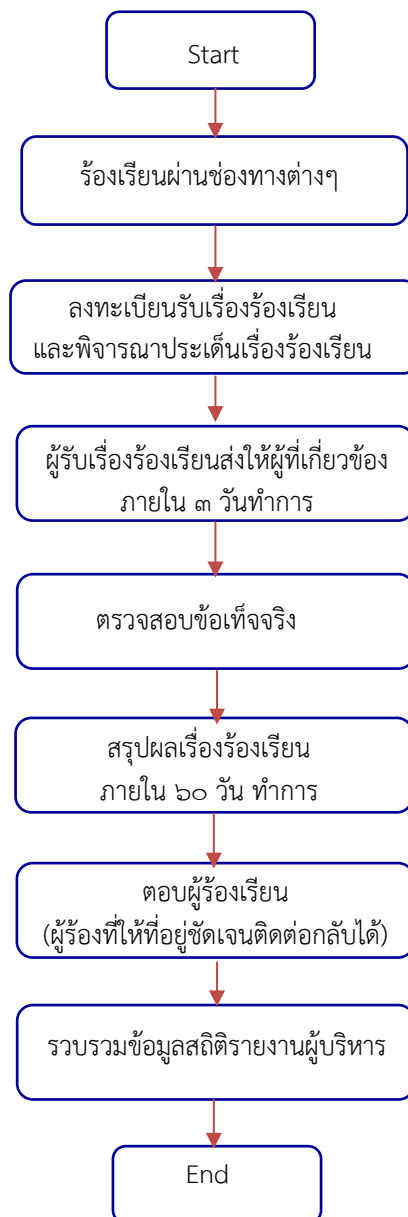 Start
ร้องเรียนผ่านช่องทางต่างๆ
ลงทะเบียนรับเรื่องร้องเรียน
และพิจารณาประเด็นเรื่องร้องเรียน
ผู้รับเรื่องร้องเรียนส่งให้ผู้ที่เกี่ยวข้อง
ภายใน ๓ วันทำการ
ตรวจสอบข้อเท็จจริง
สรุปผลเรื่องร้องเรียน
ภายใน ๖๐ วัน ทำการ
ตอบผู้ร้องเรียน
(ผู้ร้องที่ให้ที่อยู่ชัดเจนติดต่อกลับได้)
รวบรวมข้อมูลสถิติรายงานผู้บริหาร
End